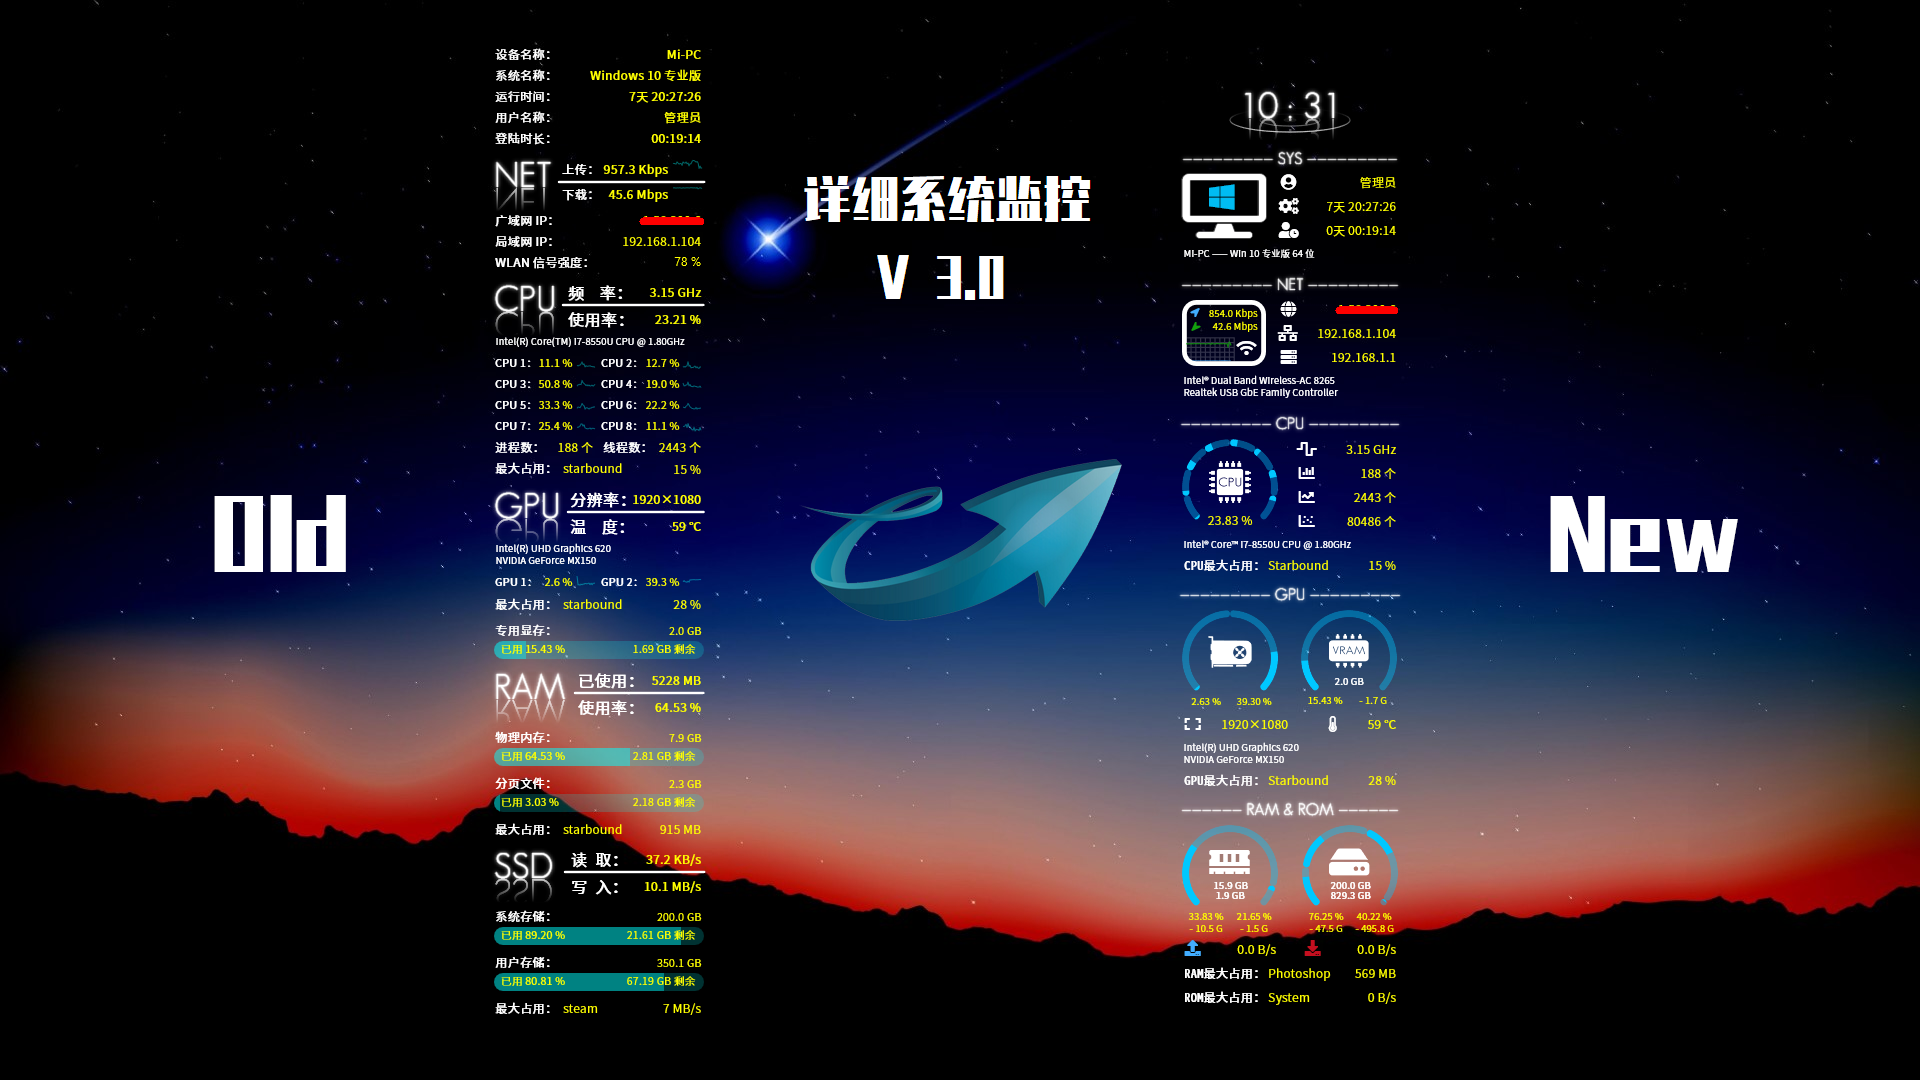 Old
设备名称： Mi-PC
系统名称： Windows 10 专业版
运行时间： 7天 20:27:26
用户名称： 管理员
登陆时长： 00:19:14
NET
上传： 957.3 Kbps
下载： 45.6 Mbps
广域网 IP：
局域网 IP： 192.168.1.104
WLAN 信号强度： 78 %
CPU
频 率： 3.15 GHz
使用率： 23.21 %
Intel(R) Core(TM) i7-8550U CPU @ 1.80GHz
CPU 1： 11.1 % CPU 2： 12.7 %
CPU 3： 50.8 % CPU 4： 19.0 %
CPU 5： 33.3 % CPU 6： 22.2 %
CPU 7： 25.4 % CPU 8： 11.1 %
进程数： 188 个 线程数： 2443 个
最大占用： starbound 15 %
GPU
分辨率： 1920×1080
温 度： 59 ℃
Intel(R) UHD Graphics 620
NVIDIA GeForce MX150
GPU 1： 2.6 % GPU 2： 39.3 %
最大占用： starbound 28 %
专用显存： 2.0 GB
已用 15.43 % 1.69 GB 剩余
RAM
已使用： 5228 MB
使用率： 64.53 %
物理内存： 7.9 GB
已用 64.53 % 2.81 GB 剩余
分页文件： 2.3 GB
已用 3.03 % 2.18 GB 剩余
最大占用： starbound 915 MB
SSD
读 取： 37.2 KB/s
写 入： 10.1 MB/s
系统存储： 200.0 GB
已用 89.20 % 21.61 GB 剩余
用户存储： 350.1 GB
已用 80.81 % 67.19 GB 剩余
最大占用： steam 7 MB/s
详细系统监控
V 3.0
10 : 31
--------- SYS ---------
管理员
7天 20:27:26
0天 00:19:14
MI-PC —— Win 10 专业版 64 位
--------- NET ---------
854.0 Kbps
42.6 Mbps
192.168.1.104
192.168.1.1
Intel® Dual Band Wireless-AC 8265
Realtek USB GbE Family Controller
--------- CPU ---------
CPU
23.83 %
3.15 GHz
188 个
2443 个
80486 个
Intel® Core™ i7-8550U CPU @ 1.80GHz
CPU最大占用： Starbound 15 %
--------- GPU ---------
VRAM
2.0 GB
2.63 % 39.30 % 15.43 % - 1.7 G
1920×1080 59 ℃
Intel(R) UHD Graphics 620
NVIDIA GeForce MX150
GPU最大占用： Starbound 28 %
------ RAM & ROM ------
15.9 GB 200.0 GB
1.9 GB 829.3 GB
33.83 % 21.65 % 76.25 % 40.22 %
- 10.5 G - 1.5 G - 47.5 G - 495.8 G
0.0 B/s 0.0 B/s
RAM最大占用： Photoshop 569 MB
ROM最大占用： System 0 B/s
New